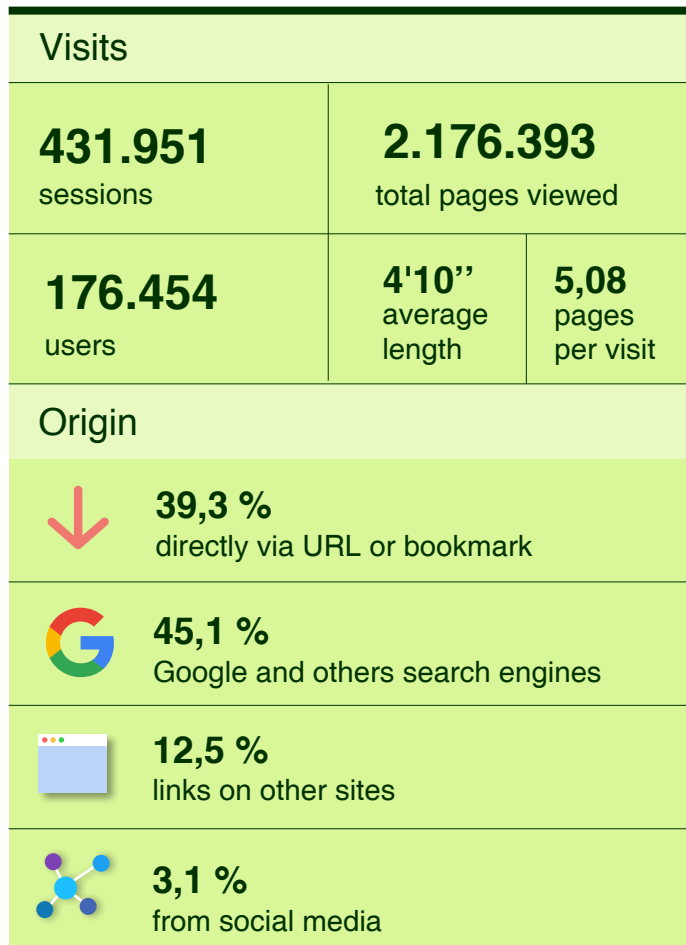 Visits
431.951
sessions
2.176.393
total pages viewed
176.454
users
4'10’’
average
length
5,08
pages
per visit
Origin
39,3 %
directly via URL or bookmark
45,1 %
Google and others search engines
12,5 %
links on other sites
3,1 %
from social media